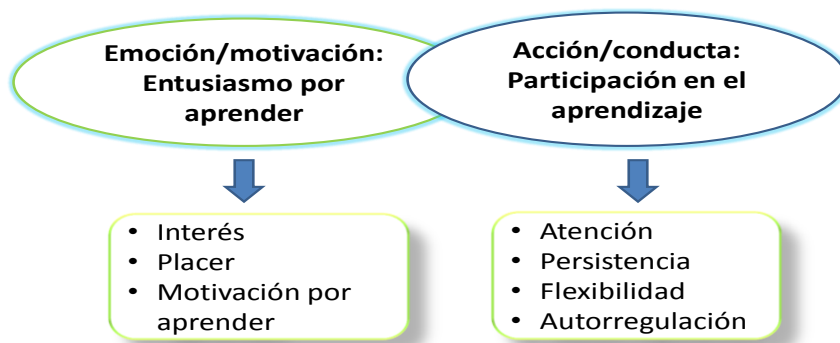 Emoción/motivación:
Entusiasmo por
aprender
Acción/conducta:
Participación en el
aprendizaje
• Interés
• Placer
• Motivación por
aprender
• Atención
• Persistencia
• Flexibilidad
• Autorregulación